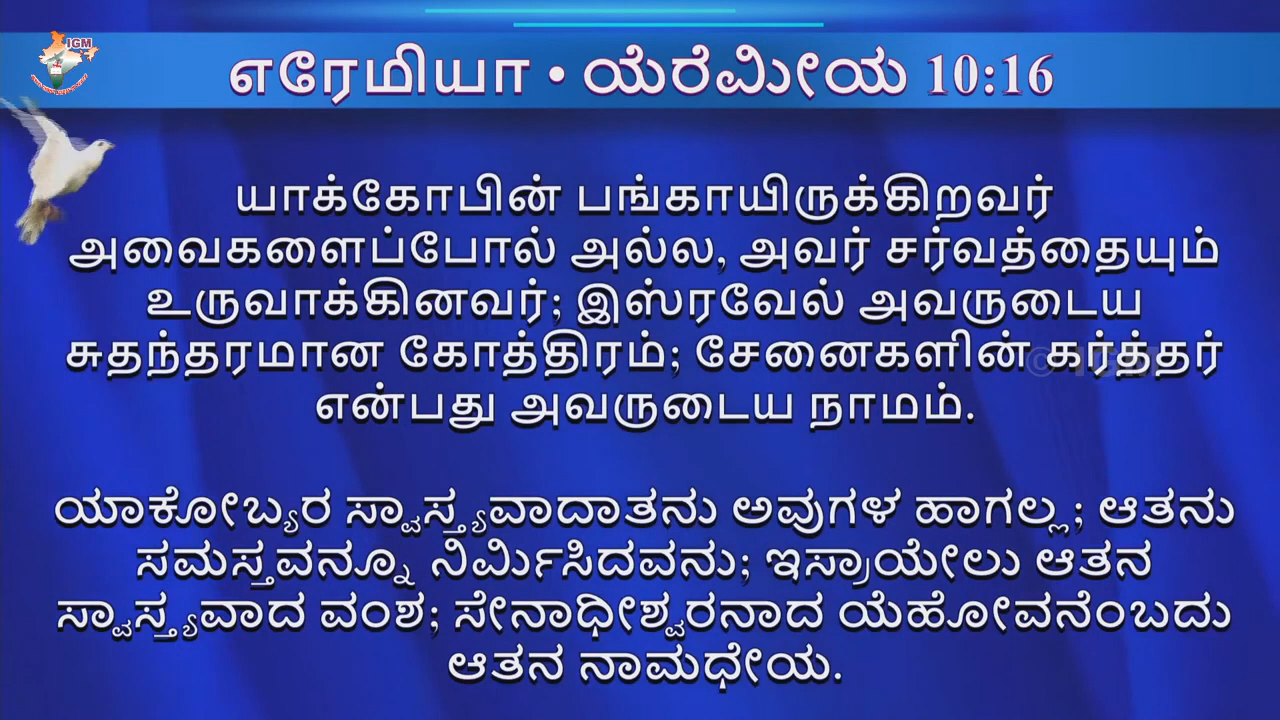 IGM
எரேமியா • ಯೆರೆಮೀಯ 10:16
யாக்கோபின் பங்காயிருக்கிறவர்
அவைகளைப்போல் அல்ல, அவர் சர்வத்தையும்
உருவாக்கினவர்; இஸ்ரவேல் அவருடைய
சுதந்தரமான கோத்திரம்; சேனைகளின் கர்த்தர்
© IGM
என்பது அவருடைய நாமம்.
ಯಾಕೋಬ್ಯರ ಸ್ವಾಸ್ತ್ಯವಾದಾತನು ಅವುಗಳ ಹಾಗಲ್ಲ; ಆತನು
ಸಮಸ್ತವನ್ನೂ ನಿರ್ಮಿಸಿದವನು; ಇಸ್ರಾಯೇಲು ಆತನ
ಸ್ವಾಸ್ತ್ಯವಾದ ವಂಶ; ಸೇನಾಧೀಶ್ವರನಾದ ಯೆಹೋವನೆಂಬದು
ಆತನ ನಾಮಧೇಯ.